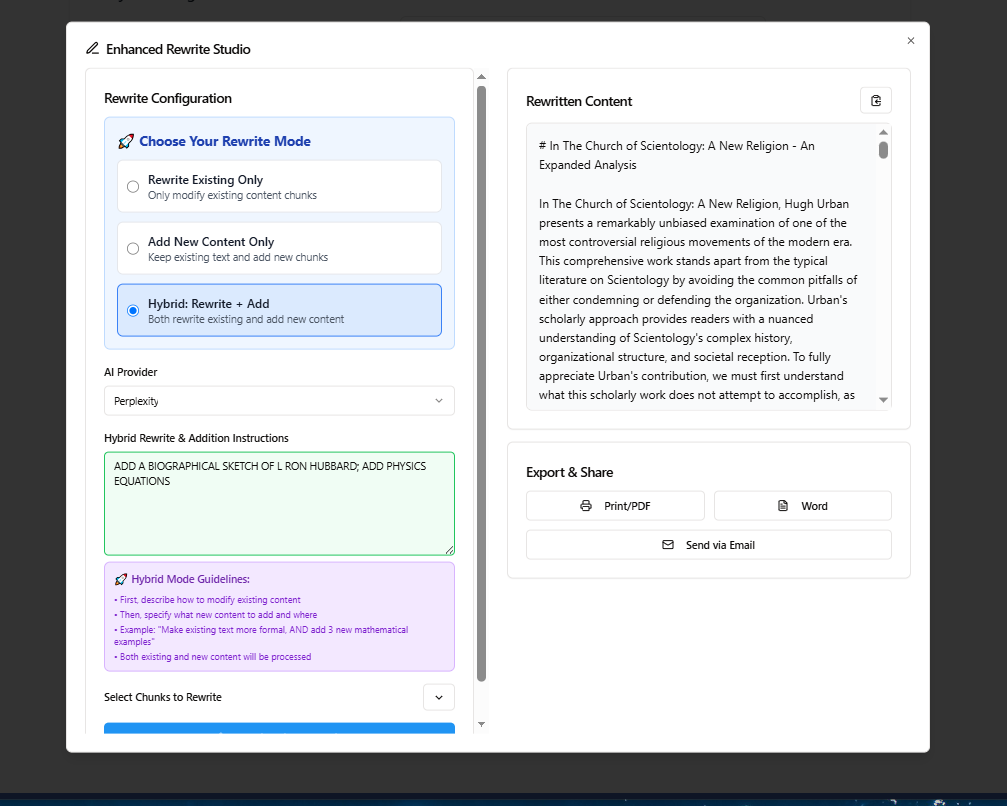 Enhanced Rewrite Studio
×
Rewrite Configuration
🚀 Choose Your Rewrite Mode
Rewrite Existing Only
Only modify existing content chunks
Add New Content Only
Keep existing text and add new chunks
Hybrid: Rewrite + Add
Both rewrite existing and add new content
AI Provider
Perplexity
Hybrid Rewrite & Addition Instructions
ADD A BIOGRAPHICAL SKETCH OF L RON HUBBARD; ADD PHYSICS
EQUATIONS
🚀 Hybrid Mode Guidelines:
• First, describe how to modify existing content
• Then, specify what new content to add and where
• Example: "Make existing text more formal, AND add 3 new mathematical
examples"
• Both existing and new content will be processed
Select Chunks to Rewrite
Rewritten Content
# In The Church of Scientology: A New Religion - An
Expanded Analysis
In The Church of Scientology: A New Religion, Hugh Urban
presents a remarkably unbiased examination of one of the
most controversial religious movements of the modern era.
This comprehensive work stands apart from the typical
literature on Scientology by avoiding the common pitfalls of
either condemning or defending the organization. Urban's
scholarly approach provides readers with a nuanced
understanding of Scientology's complex history,
organizational structure, and societal reception. To fully
appreciate Urban's contribution, we must first understand
what this scholarly work does not attempt to accomplish, as
Export & Share
Print/PDF
Word
Send via Email